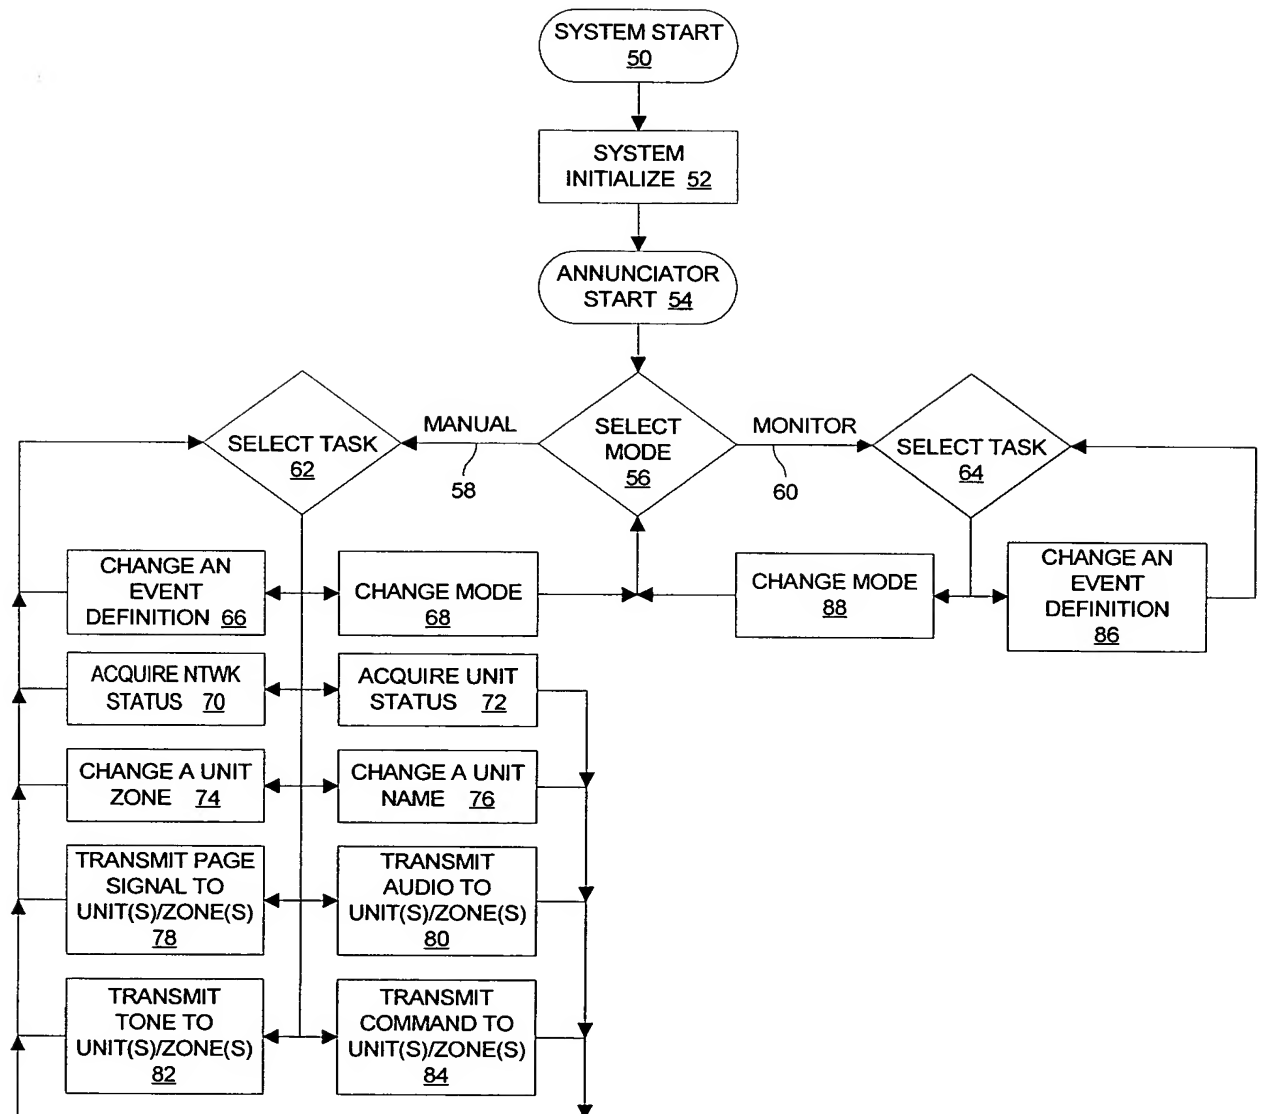 SYSTEM START
50
SYSTEM
INITIALIZE 52
ANNUNCIATOR
START 54
SELECT TASK
62
MANUAL
58
SELECT
MODE
56
MONITOR
60
SELECT TASK
64
CHANGE AN
EVENT
DEFINITION 66
CHANGE MODE
68
CHANGE MODE
88
CHANGE AN
EVENT
DEFINITION
86
ACQUIRE NTWK
STATUS 70
ACQUIRE UNIT
STATUS 72
CHANGE A UNIT
ZONE 74
CHANGE A UNIT
NAME 76
TRANSMIT PAGE
SIGNAL TO
UNIT(S)/ZONE(S)
78
TRANSMIT
AUDIO TO
UNIT(S)/ZONE(S)
80
TRANSMIT
TONE TO
UNIT(S)/ZONE(S)
82
TRANSMIT
COMMAND TO
UNIT(S)/ZONE(S)
84